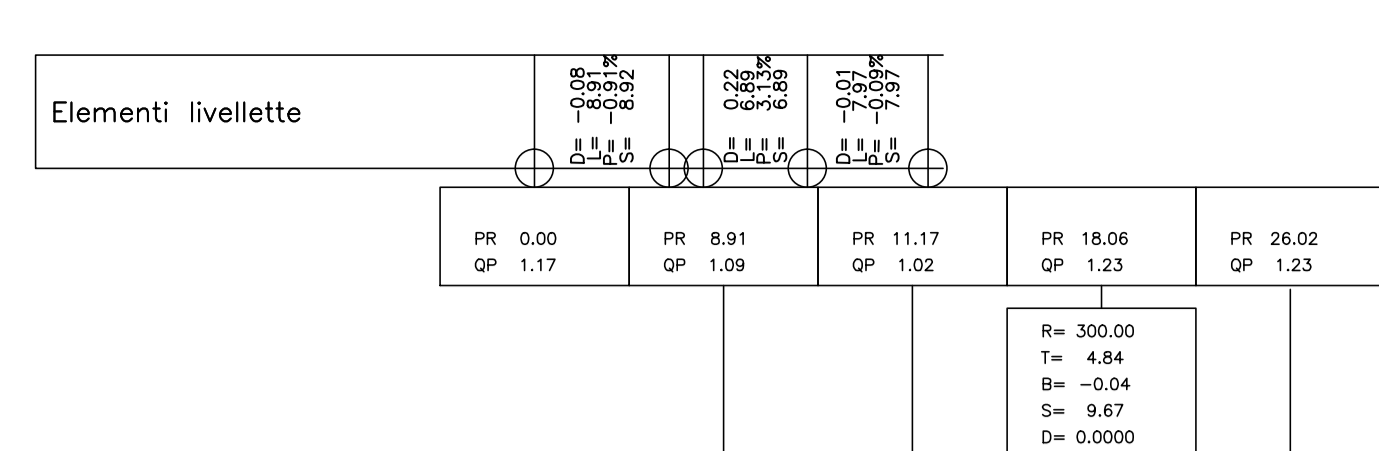 Elementi livellette
D= -0.08
L= 8.91
P= -0.91%
S= 8.92
D= 0.22
L= 6.89
P= 3.13%
S= 6.89
D= -0.01
L= 7.97
P= -0.09%
S= 7.97
PR 0.00
QP 1.17
PR 8.91
QP 1.09
PR 11.17
QP 1.02
PR 18.06
QP 1.23
PR 26.02
QP 1.23
R= 300.00
T= 4.84
B= -0.04
S= 9.67
D= 0.0000